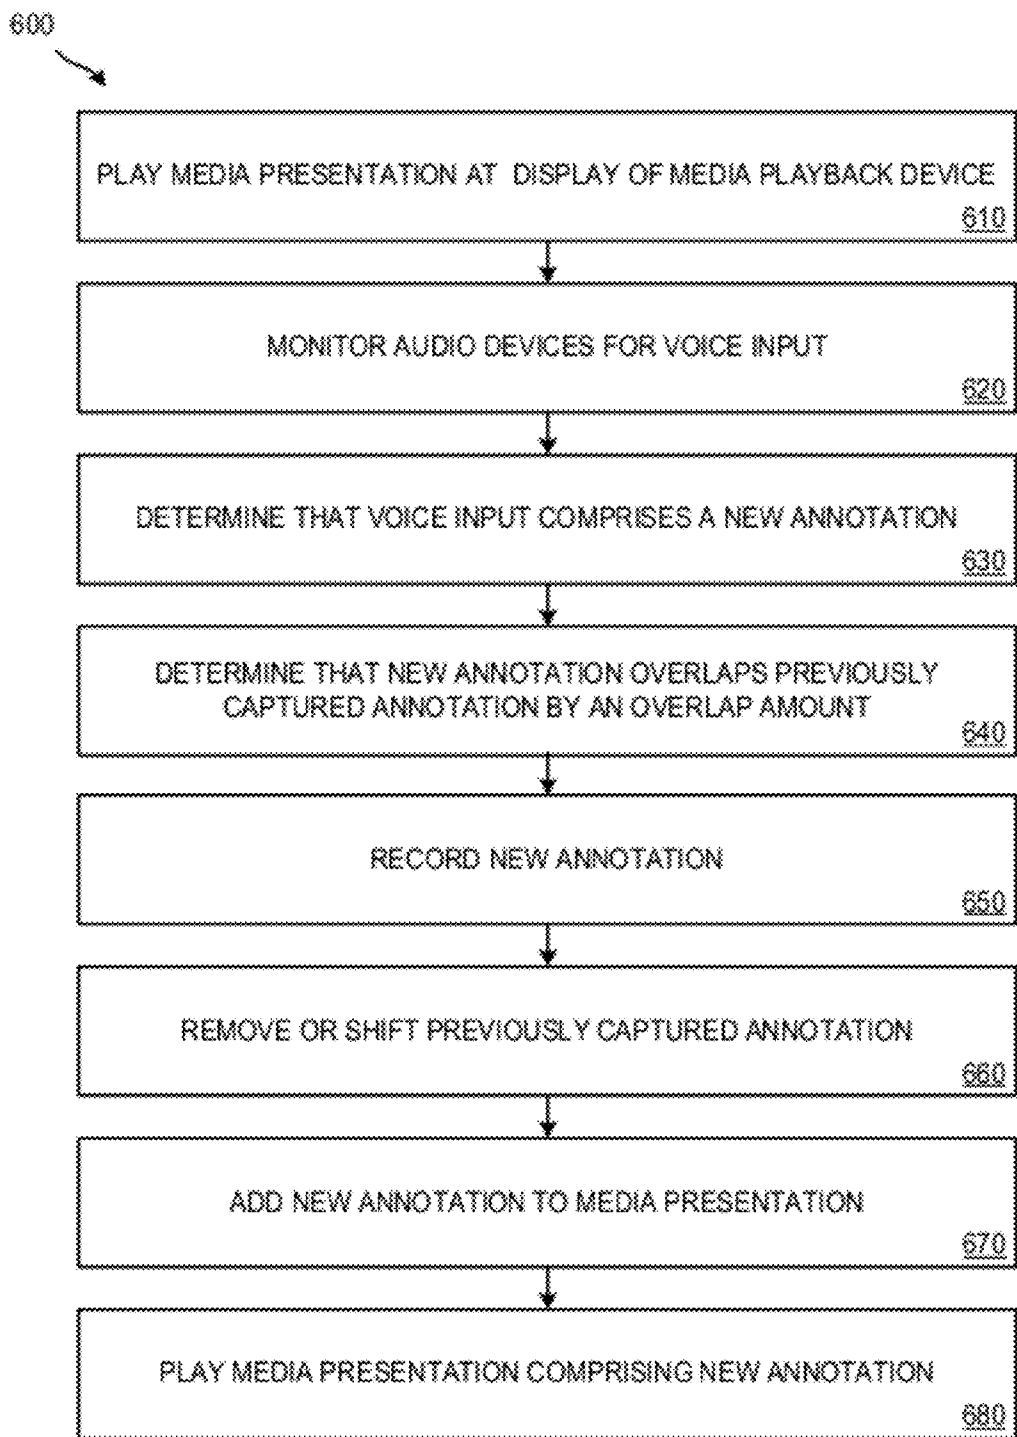 600
PLAY MEDIA PRESENTATION AT DISPLAY OF MEDIA PLAYBACK DEVICE
610
MONITOR AUDIO DEVICES FOR VOICE INPUT
620
DETERMINE THAT VOICE INPUT COMPRISES A NEW ANNOTATION
630
DETERMINE THAT NEW ANNOTATION OVERLAPS PREVIOUSLY
CAPTURED ANNOTATION BY AN OVERLAP AMOUNT
640
RECORD NEW ANNOTATION
650
REMOVE OR SHIFT PREVIOUSLY CAPTURED ANNOTATION
660
ADD NEW ANNOTATION TO MEDIA PRESENTATION
670
PLAY MEDIA PRESENTATION COMPRISING NEW ANNOTATION
680